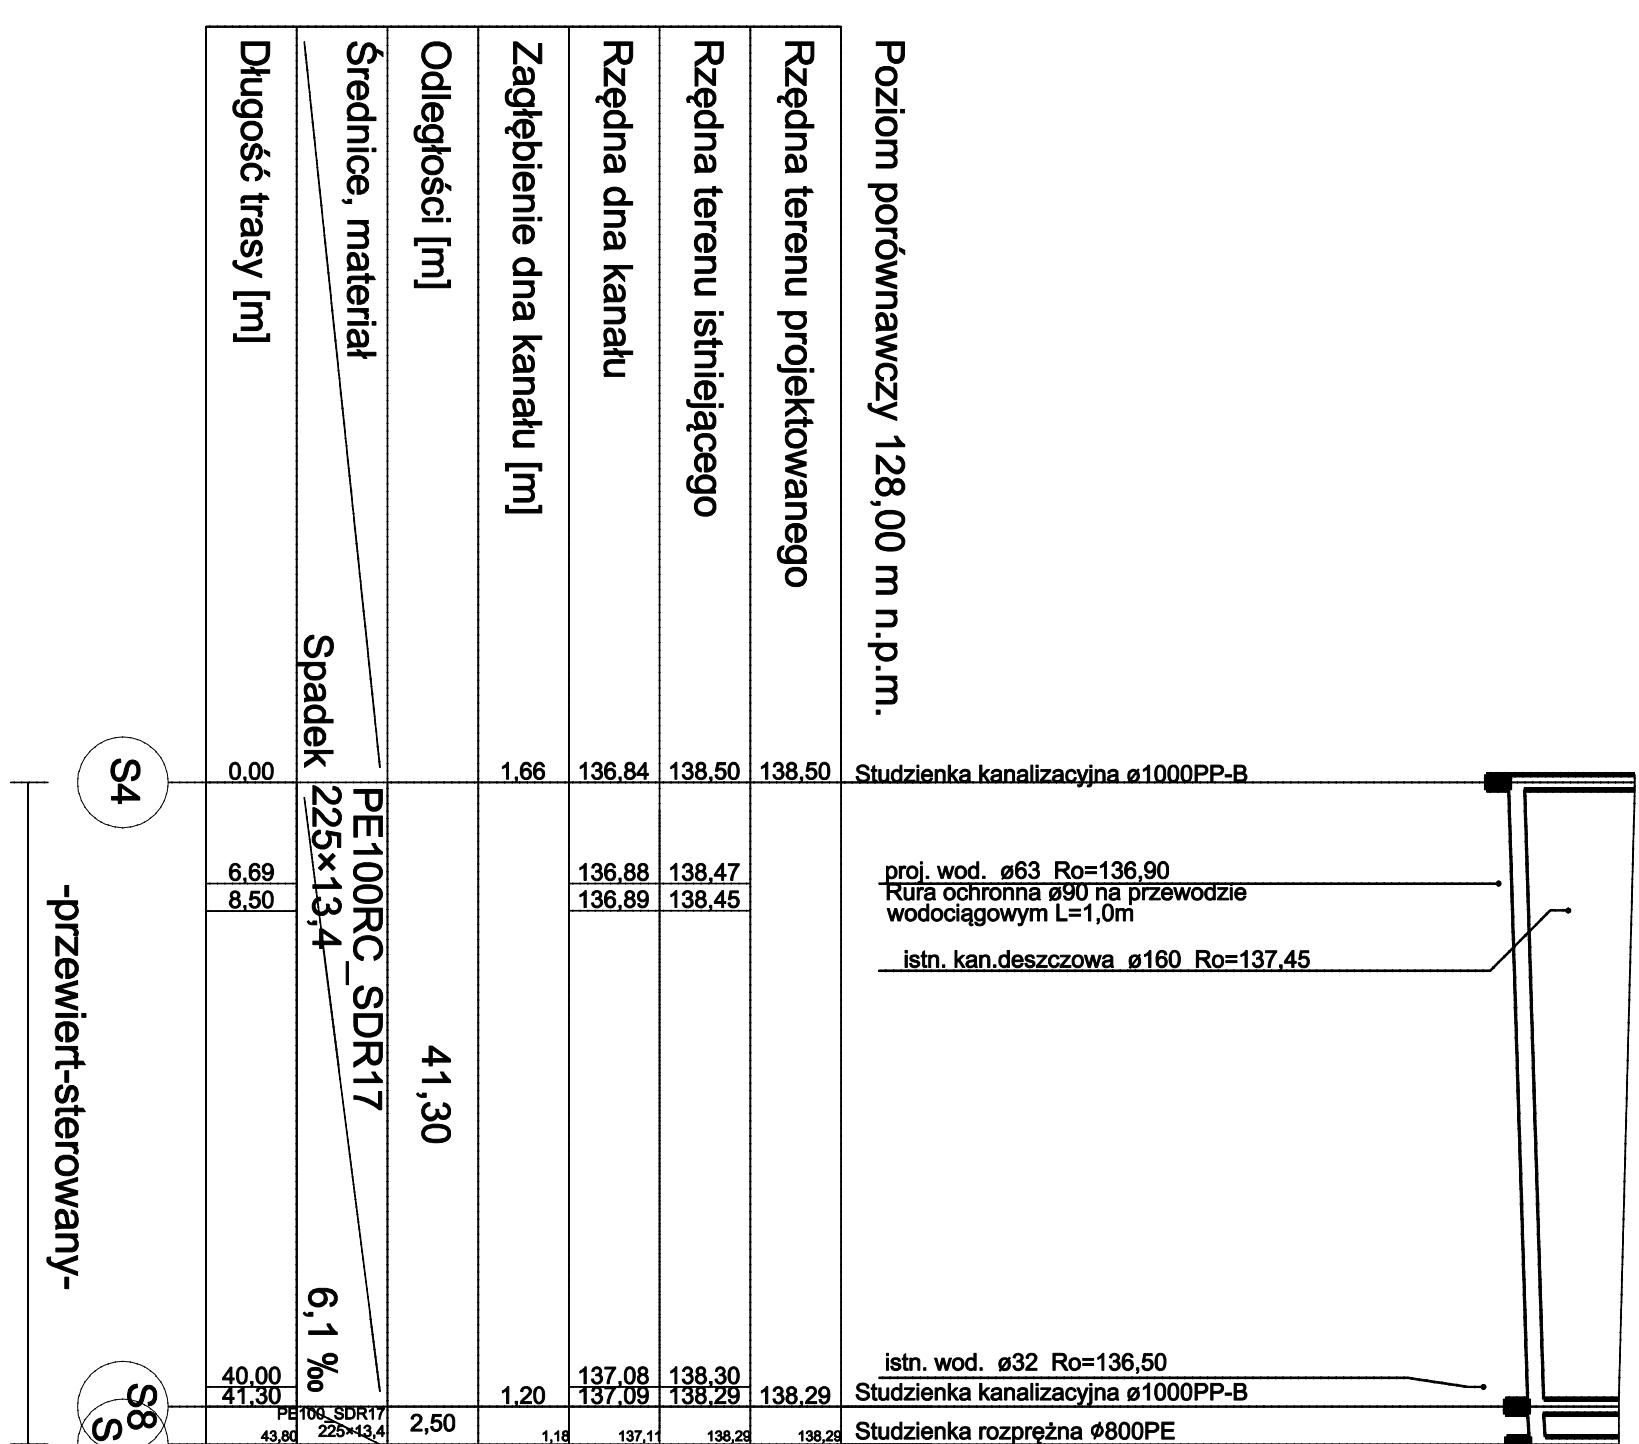 Poziom porównawczy 128,00 m n.p.m.
Rzędna terenu projektowanego
Rzędna terenu istniejącego
Rzędna dna kanału
Zagłębienie dna kanału [m]
Odległości [m]
Średnice, materiał
Spadek
Długość trasy [m]
S4
0,00
1,66
136,84
138,50
138,50
Studzienka kanalizacyjna ø1000PP-B
PE100RC_SDR17
225×13,4
6,1 ‰
41,30
6,69
136,88
138,47
proj. wod. ø63 Ro=136,90
8,50
136,89
138,45
Rura ochronna ø90 na przewodzie
wodociągowym L=1,0m
istn. kan.deszczowa ø160 Ro=137,45
-przewiert-sterowany-
40,00
137,08
138,30
istn. wod. ø32 Ro=136,50
S8
41,30
1,20
137,09
138,29
138,29
Studzienka kanalizacyjna ø1000PP-B
PE100_SDR17
225×13,4
2,50
S
43,80
1,18
137,11
138,29
138,29
Studzienka rozprężna ø800PE